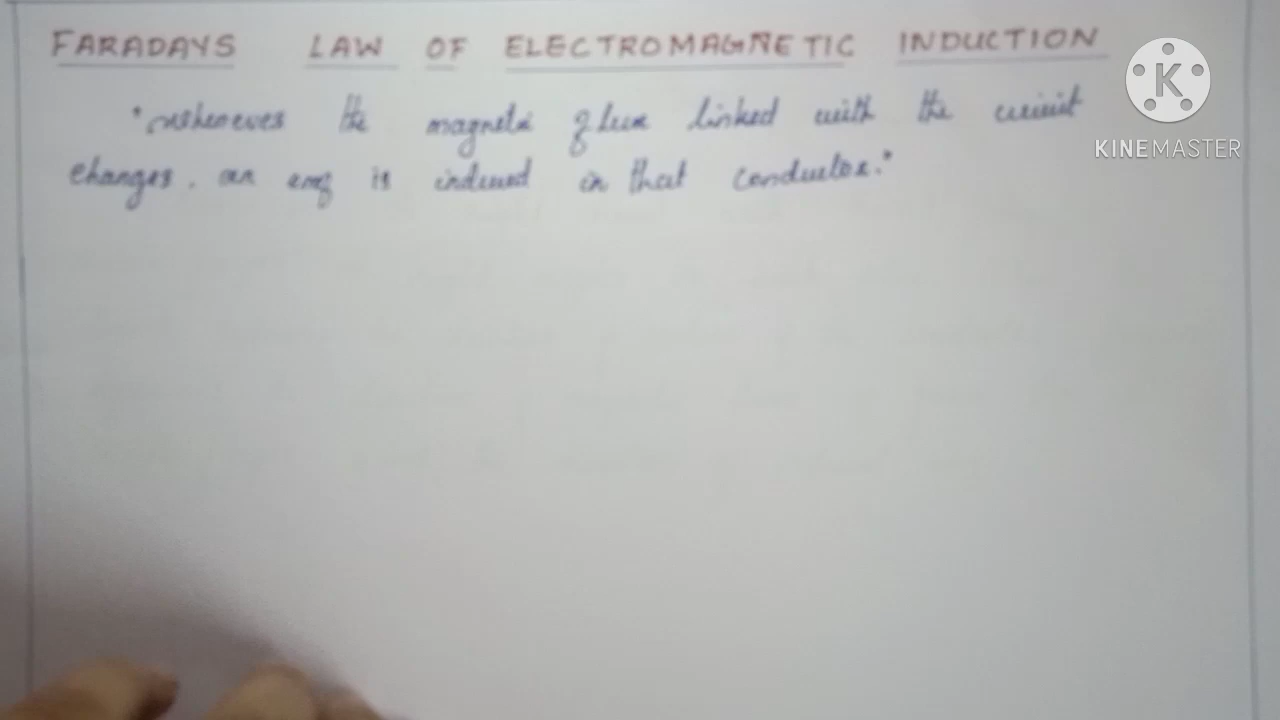 FARADAYS LAW OF ELECTROMAGNETIC INDUCTION
"whenever the magnetic flux linked with the circuit
changes, an emf is induced in that conductor."
K
KINEMASTER